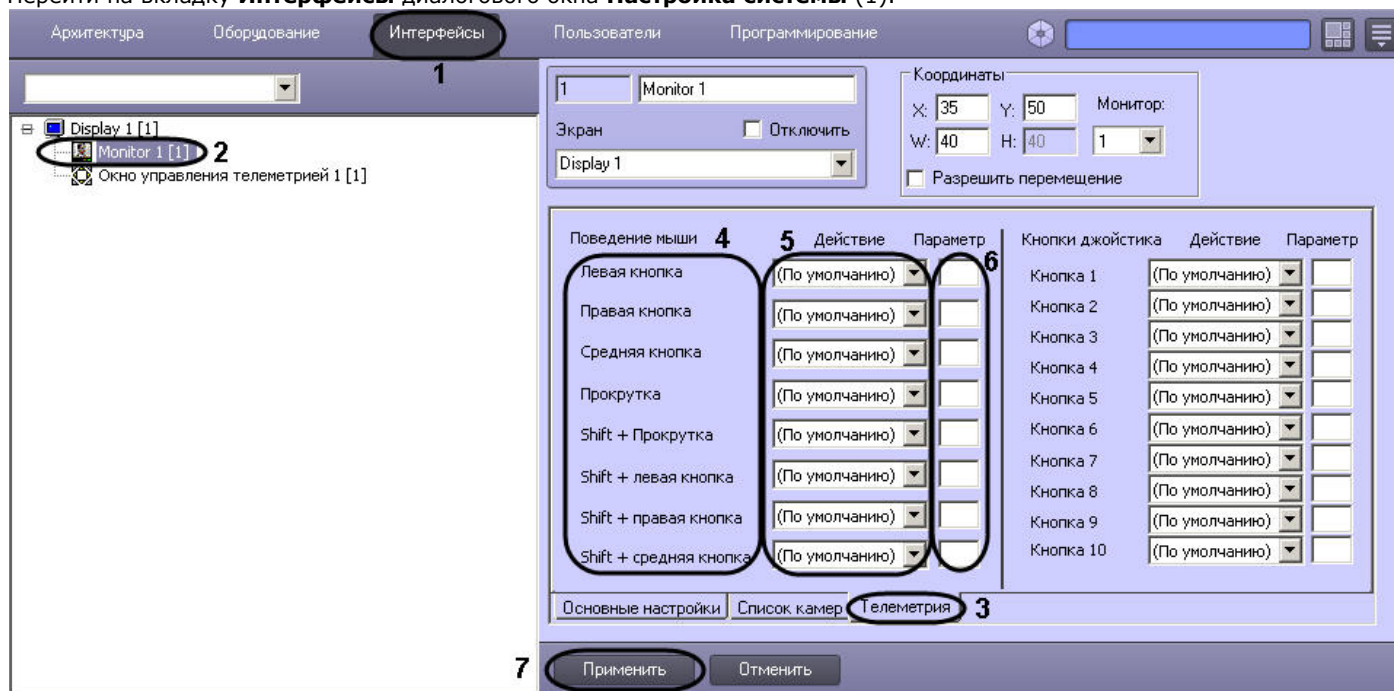 Перейти на вкладку Интерфейсы диалогового окна Настройка системы (1).
Архитектура Оборудование Интерфейсы Пользователи Программирование
1
Display 1 [1]
Monitor 1 [1] 2
Окно управления телеметрией 1 [1]
1 Monitor 1
Экран Отключить
Display 1
Координаты
X: 35 Y: 50 Монитор:
W: 40 H: 40 1
Разрешить перемещение
Поведение мыши 4 5 Действие Параметр
6
Левая кнопка (По умолчанию)
Правая кнопка (По умолчанию)
Средняя кнопка (По умолчанию)
Прокрутка (По умолчанию)
Shift + Прокрутка (По умолчанию)
Shift + левая кнопка (По умолчанию)
Shift + правая кнопка (По умолчанию)
Shift + средняя кнопка (По умолчанию)
Кнопки джойстика Действие Параметр
Кнопка 1 (По умолчанию)
Кнопка 2 (По умолчанию)
Кнопка 3 (По умолчанию)
Кнопка 4 (По умолчанию)
Кнопка 5 (По умолчанию)
Кнопка 6 (По умолчанию)
Кнопка 7 (По умолчанию)
Кнопка 8 (По умолчанию)
Кнопка 9 (По умолчанию)
Кнопка 10 (По умолчанию)
Основные настройки Список камер Телеметрия 3
7 Применить Отменить